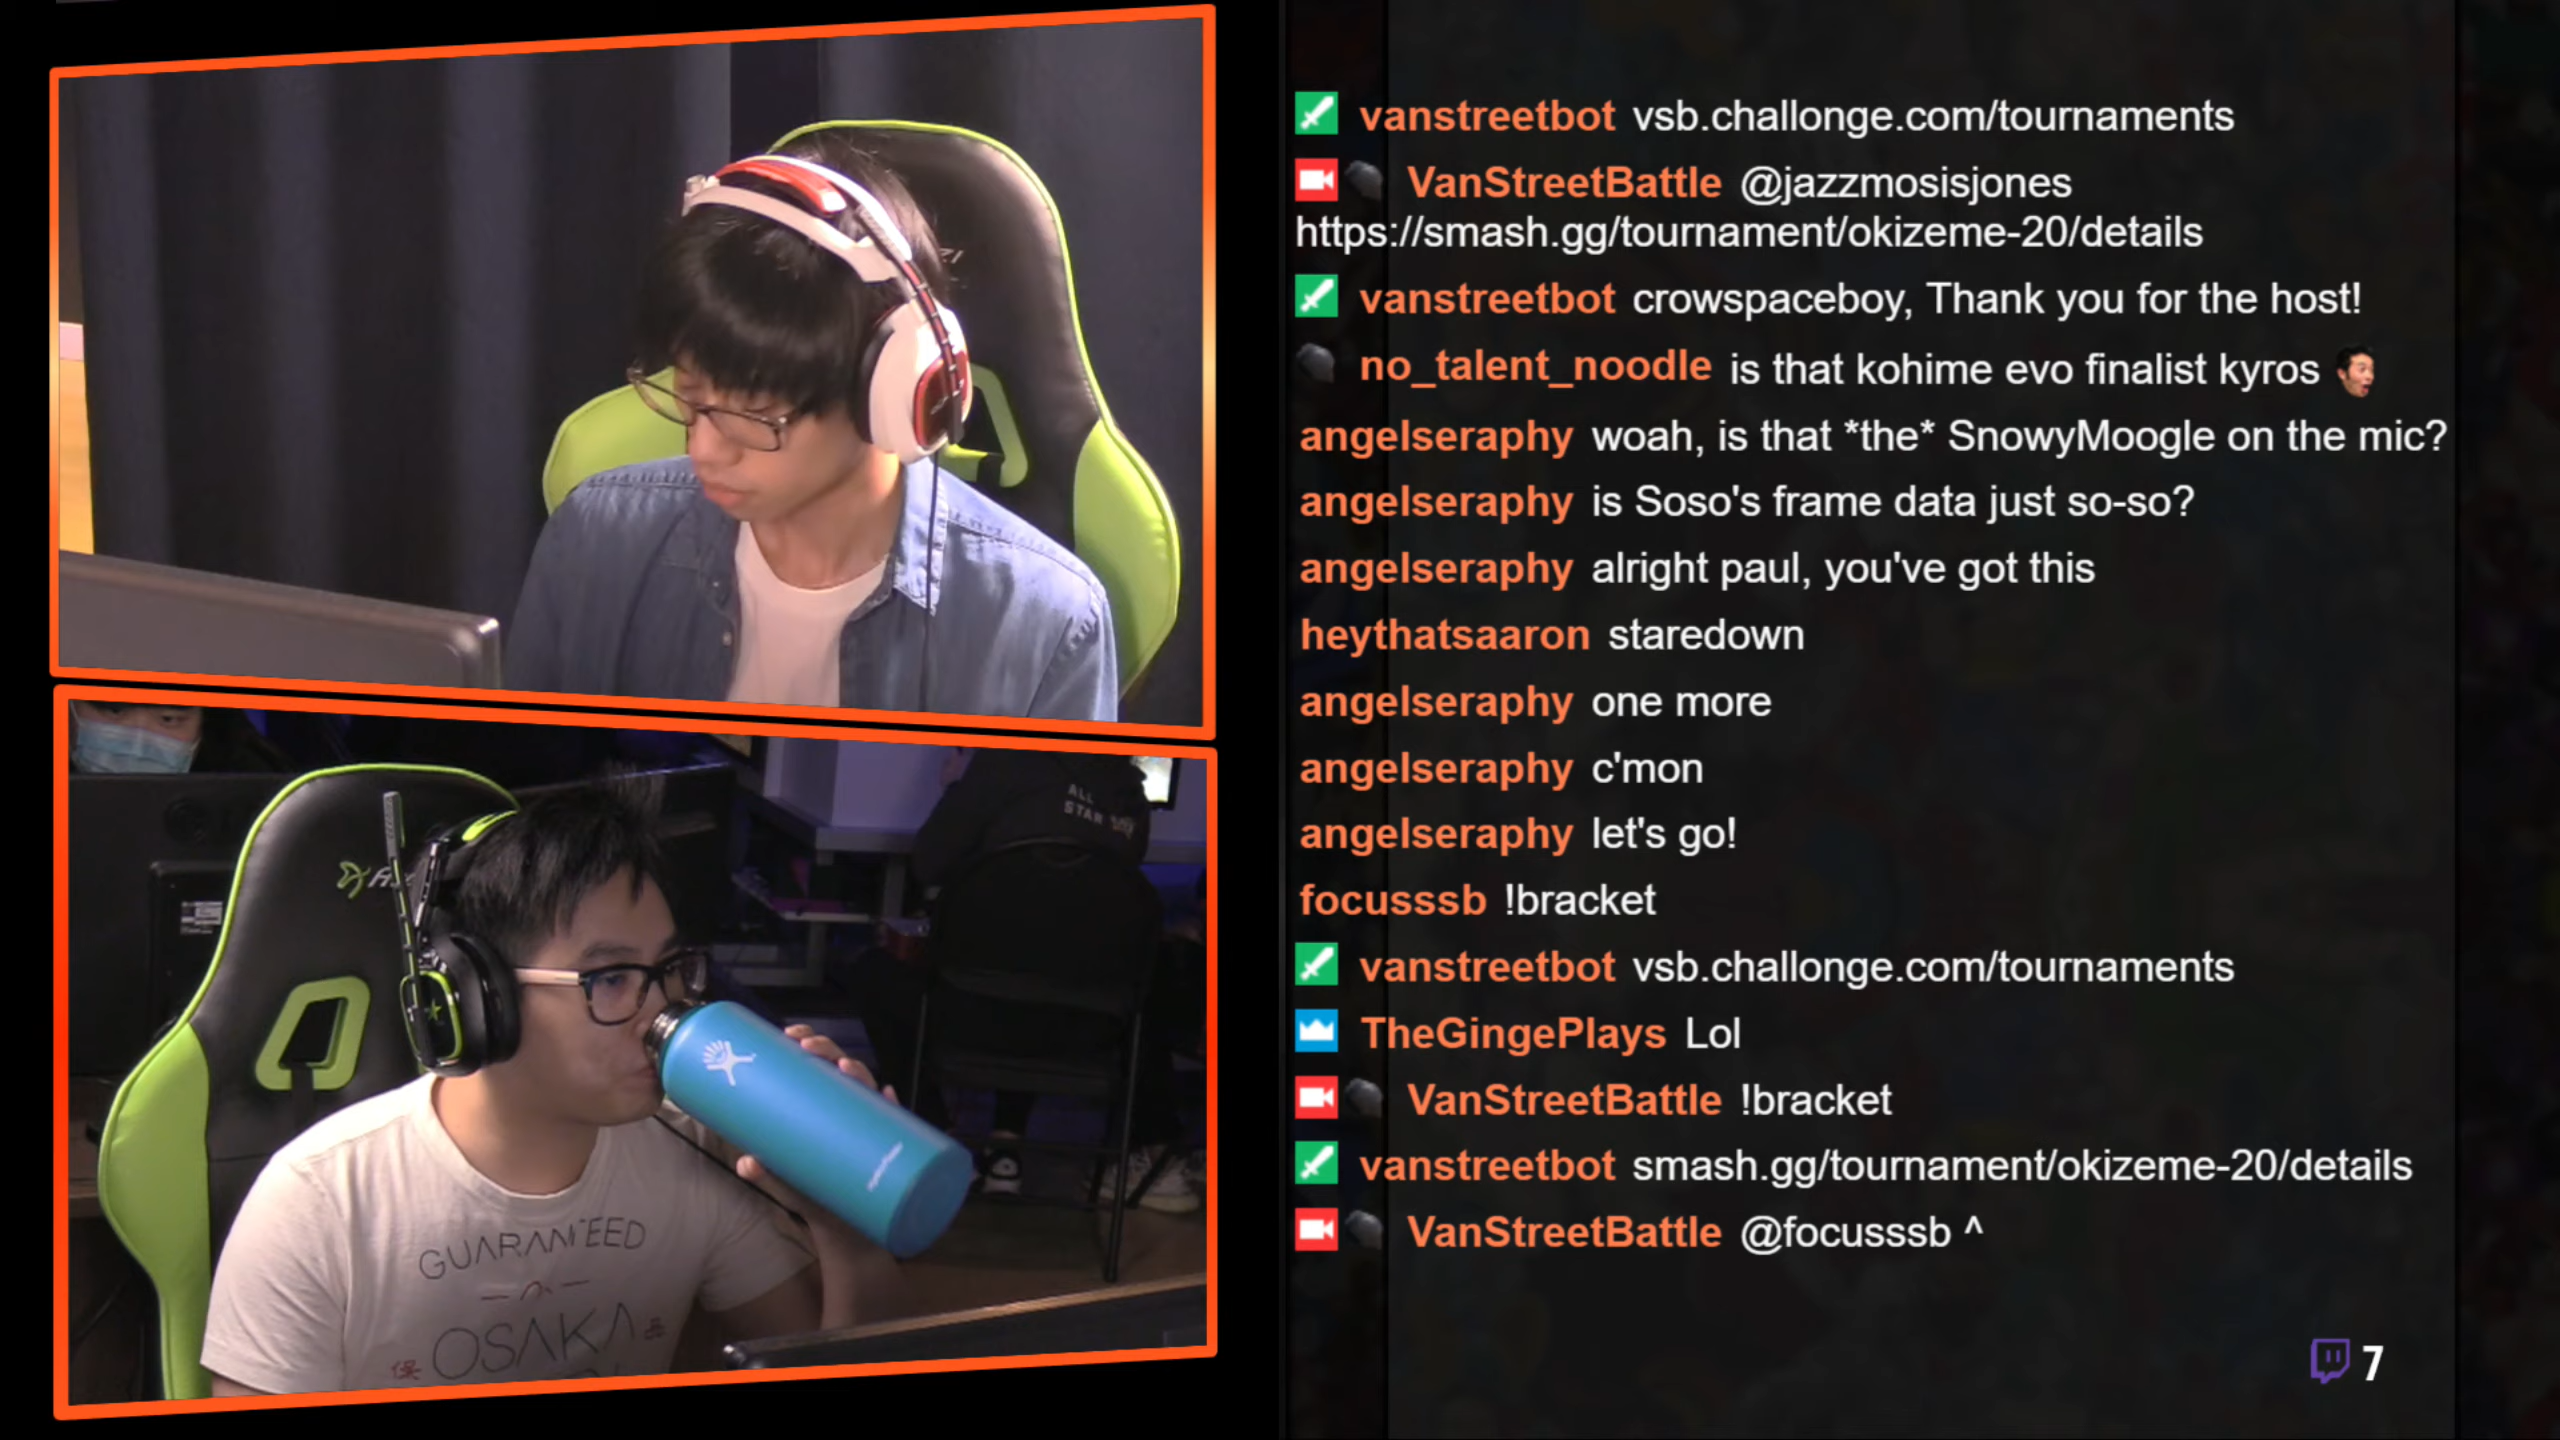 vanstreetbot vsb.challonge.com/tournaments
VanStreetBattle @jazzmosisjones
https://smash.gg/tournament/okizeme-20/details
vanstreetbot crowspaceboy, Thank you for the host!
no_talent_noodle is that kohime evo finalist kyros
angelseraphy woah, is that *the* SnowyMoogle on the mic?
angelseraphy is Soso's frame data just so-so?
angelseraphy alright paul, you've got this
heythatsaaron staredown
angelseraphy one more
angelseraphy c'mon
angelseraphy let's go!
focusssb !bracket
vanstreetbot vsb.challonge.com/tournaments
TheGingePlays Lol
VanStreetBattle !bracket
vanstreetbot smash.gg/tournament/okizeme-20/details
VanStreetBattle @focusssb ^
7
ALL
STAR
GUARANTEED
OSAKA
保